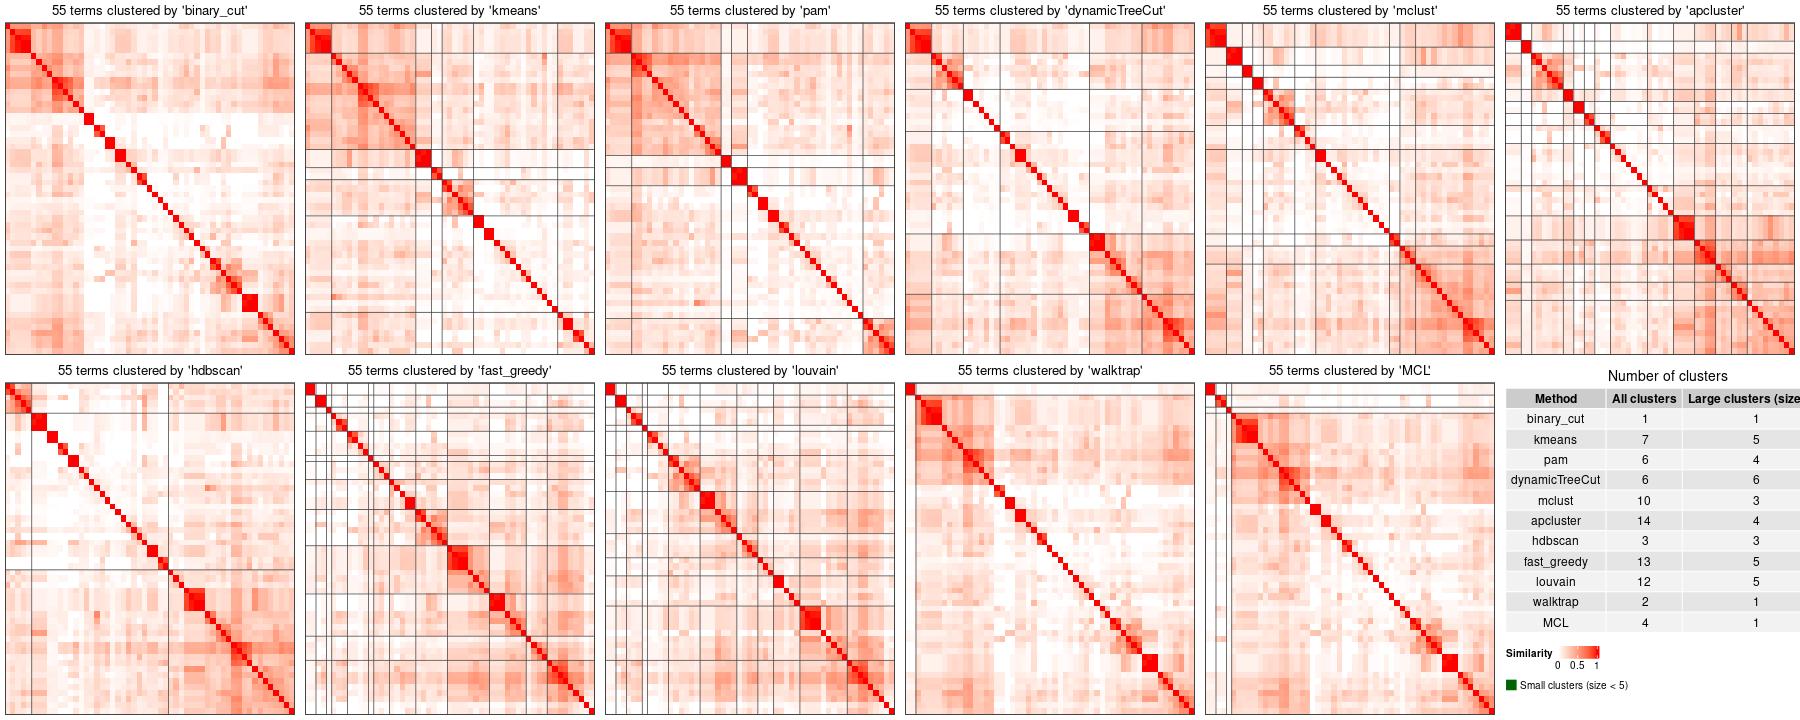 55 terms clustered by 'binary_cut'
55 terms clustered by 'kmeans'
55 terms clustered by 'pam'
55 terms clustered by 'dynamicTreeCut'
55 terms clustered by 'mclust'
55 terms clustered by 'apcluster'
55 terms clustered by 'hdbscan'
55 terms clustered by 'fast_greedy'
55 terms clustered by 'louvain'
55 terms clustered by 'walktrap'
55 terms clustered by 'MCL'
Number of clusters
Method All clusters Large clusters (size
binary_cut 1 1
kmeans 7 5
pam 6 4
dynamicTreeCut 6 6
mclust 10 3
apcluster 14 4
hdbscan 3 3
fast_greedy 13 5
louvain 12 5
walktrap 2 1
MCL 4 1
Similarity
0 0.5 1
Small clusters (size < 5)